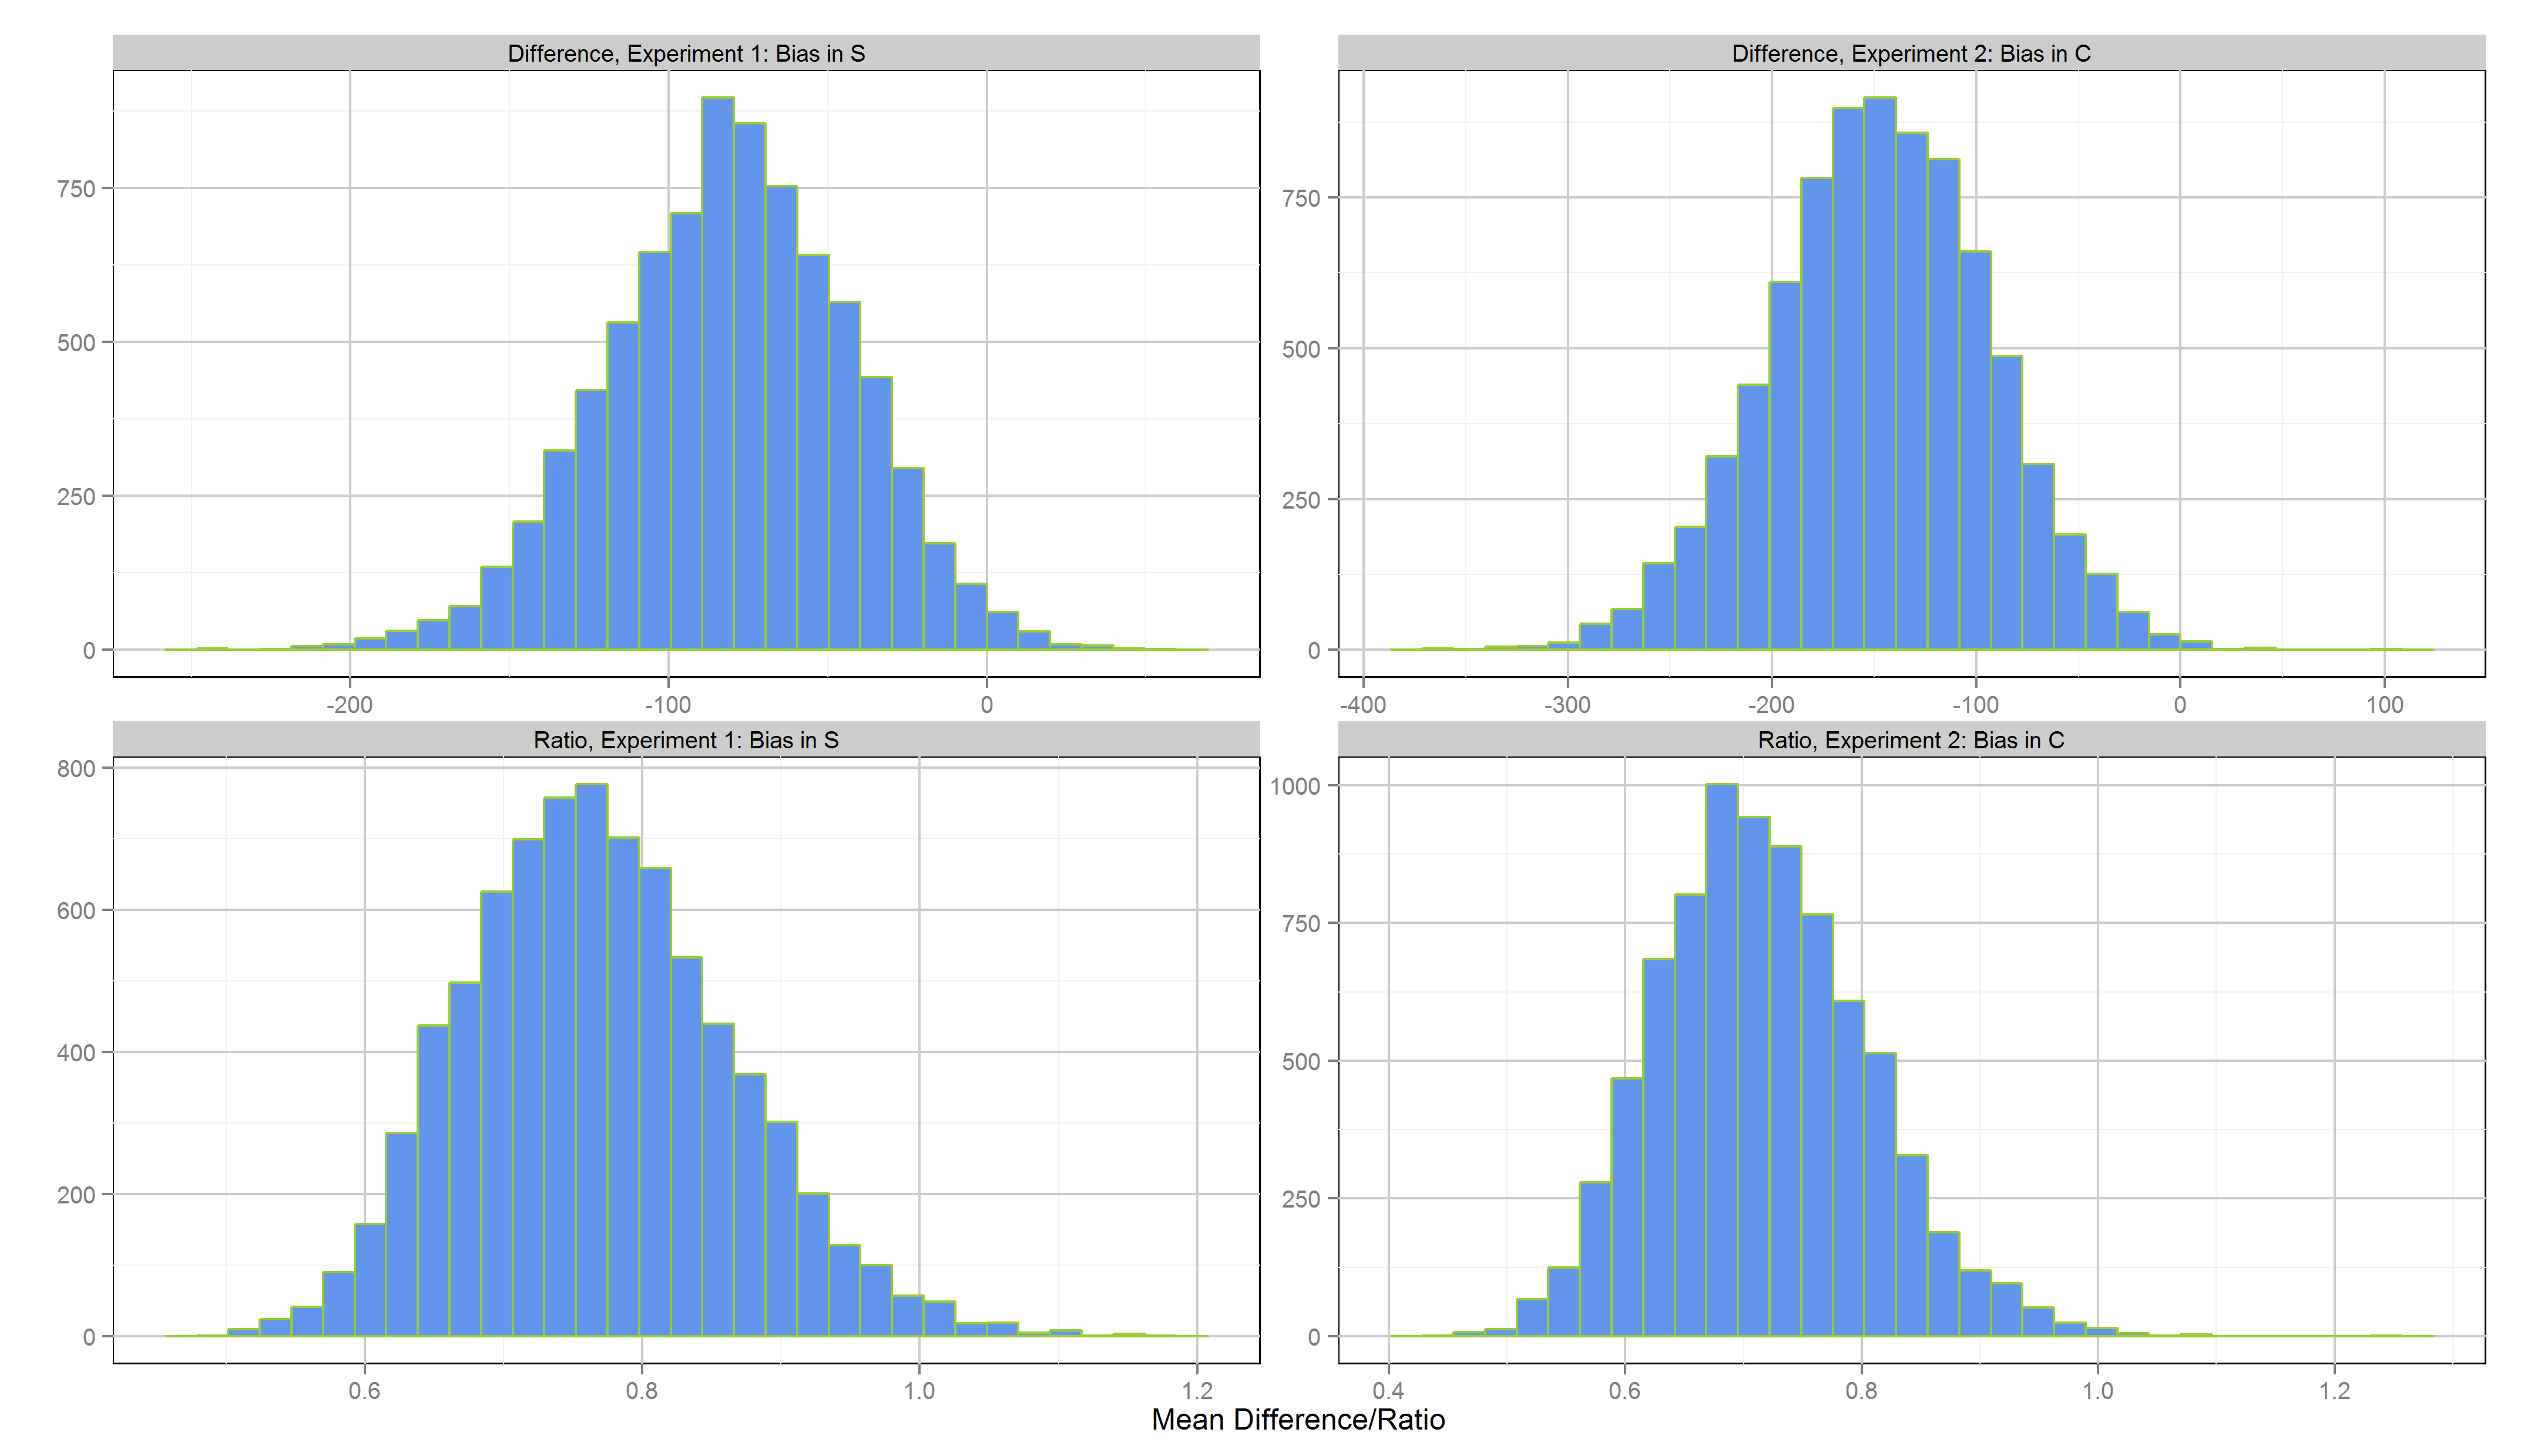 Difference, Experiment 1: Bias in S
Difference, Experiment 2: Bias in C
750
500
250
0
-200 -100 0
750
500
250
0
-400 -300 -200 -100 0 100
Ratio, Experiment 1: Bias in S
Ratio, Experiment 2: Bias in C
800
600
400
200
0
0.6 0.8 1.0 1.2
1000
750
500
250
0
0.4 0.6 0.8 1.0 1.2
Mean Difference/Ratio